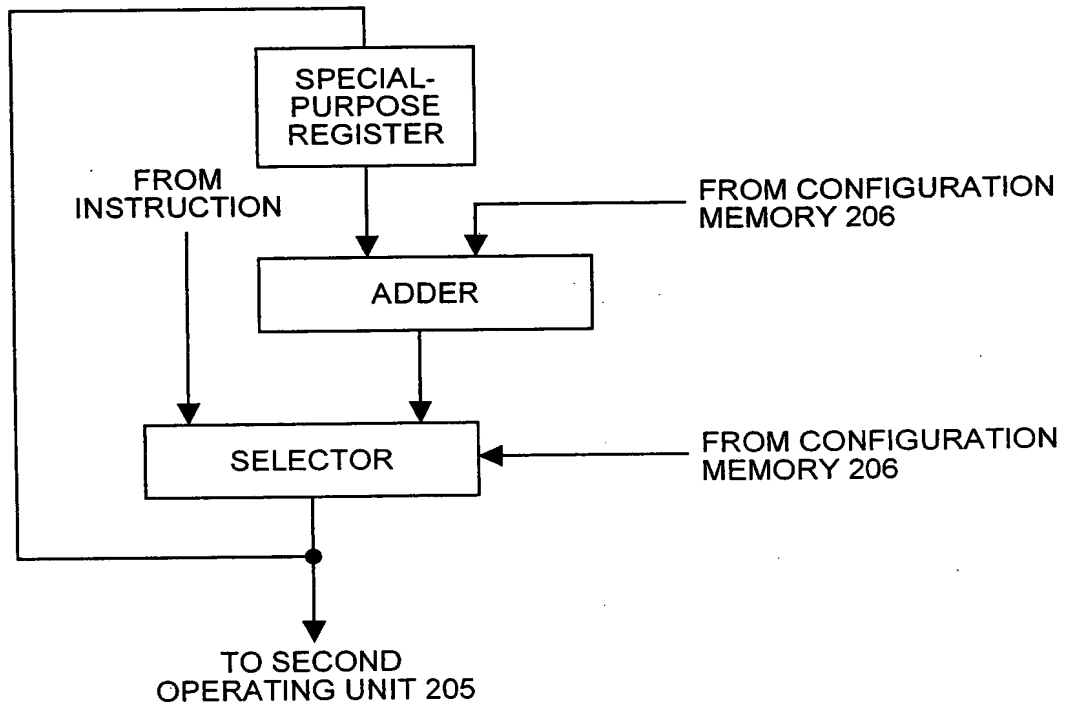 SPECIAL-
PURPOSE
REGISTER
FROM
INSTRUCTION
FROM CONFIGURATION
MEMORY 206
ADDER
SELECTOR
FROM CONFIGURATION
MEMORY 206
TO SECOND
OPERATING UNIT 205